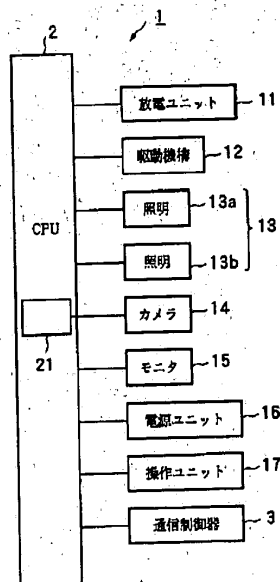 1
2
放電ユニット 11
駆動機構 12
照明 13a
13
CPU
照明 13b
カメラ 14
21
モニタ 15
電源ユニット 16
操作ユニット 17
通信制御器 3